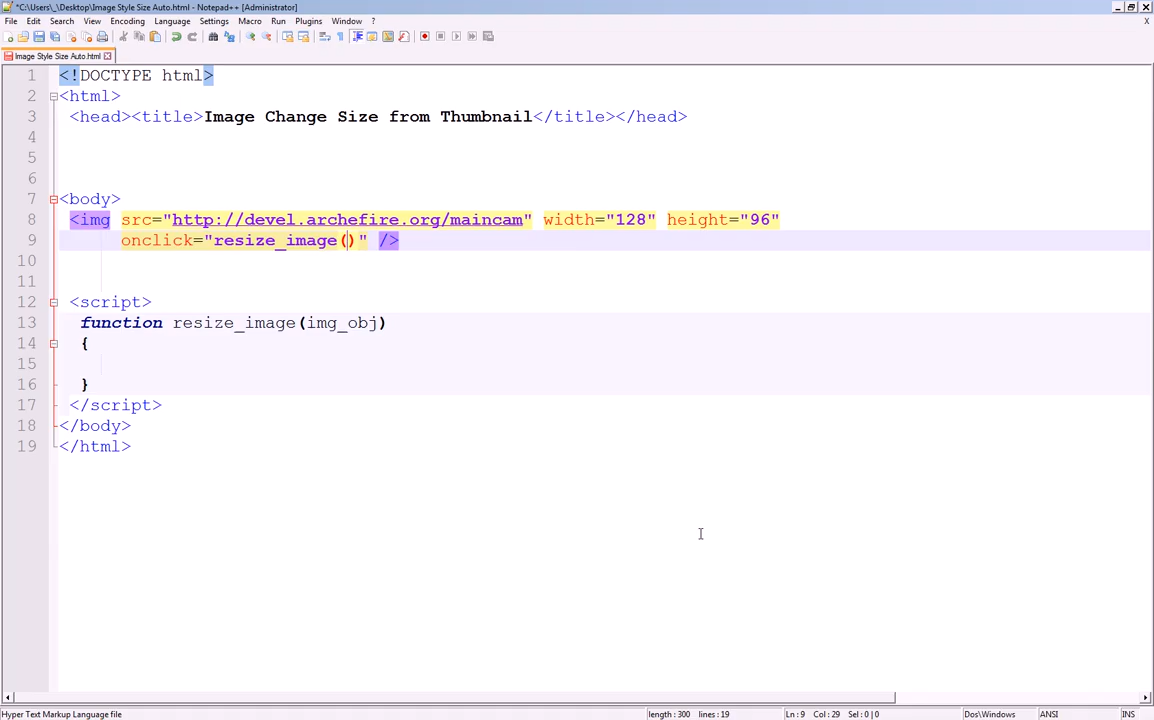 *C:\Users\_\Desktop\Image Style Size Auto.html - Notepad++ [Administrator]
File Edit Search View Encoding Language Settings Macro Run Plugins Window ?
X
Image Style Size Auto.html
1 <!DOCTYPE html>
2 <html>
3 <head><title>Image Change Size from Thumbnail</title></head>
4
5
6
7 <body>
8 <img src="http://devel.archefire.org/maincam" width="128" height="96"
9 onclick="resize_image()" />
10
11
12 <script>
13 function resize_image(img_obj)
14 {
15
16 }
17 </script>
18 </body>
19 </html>
Hyper Text Markup Language file length : 300 lines : 19 Ln : 9 Col : 29 Sel : 0 | 0 Dos\Windows ANSI INS